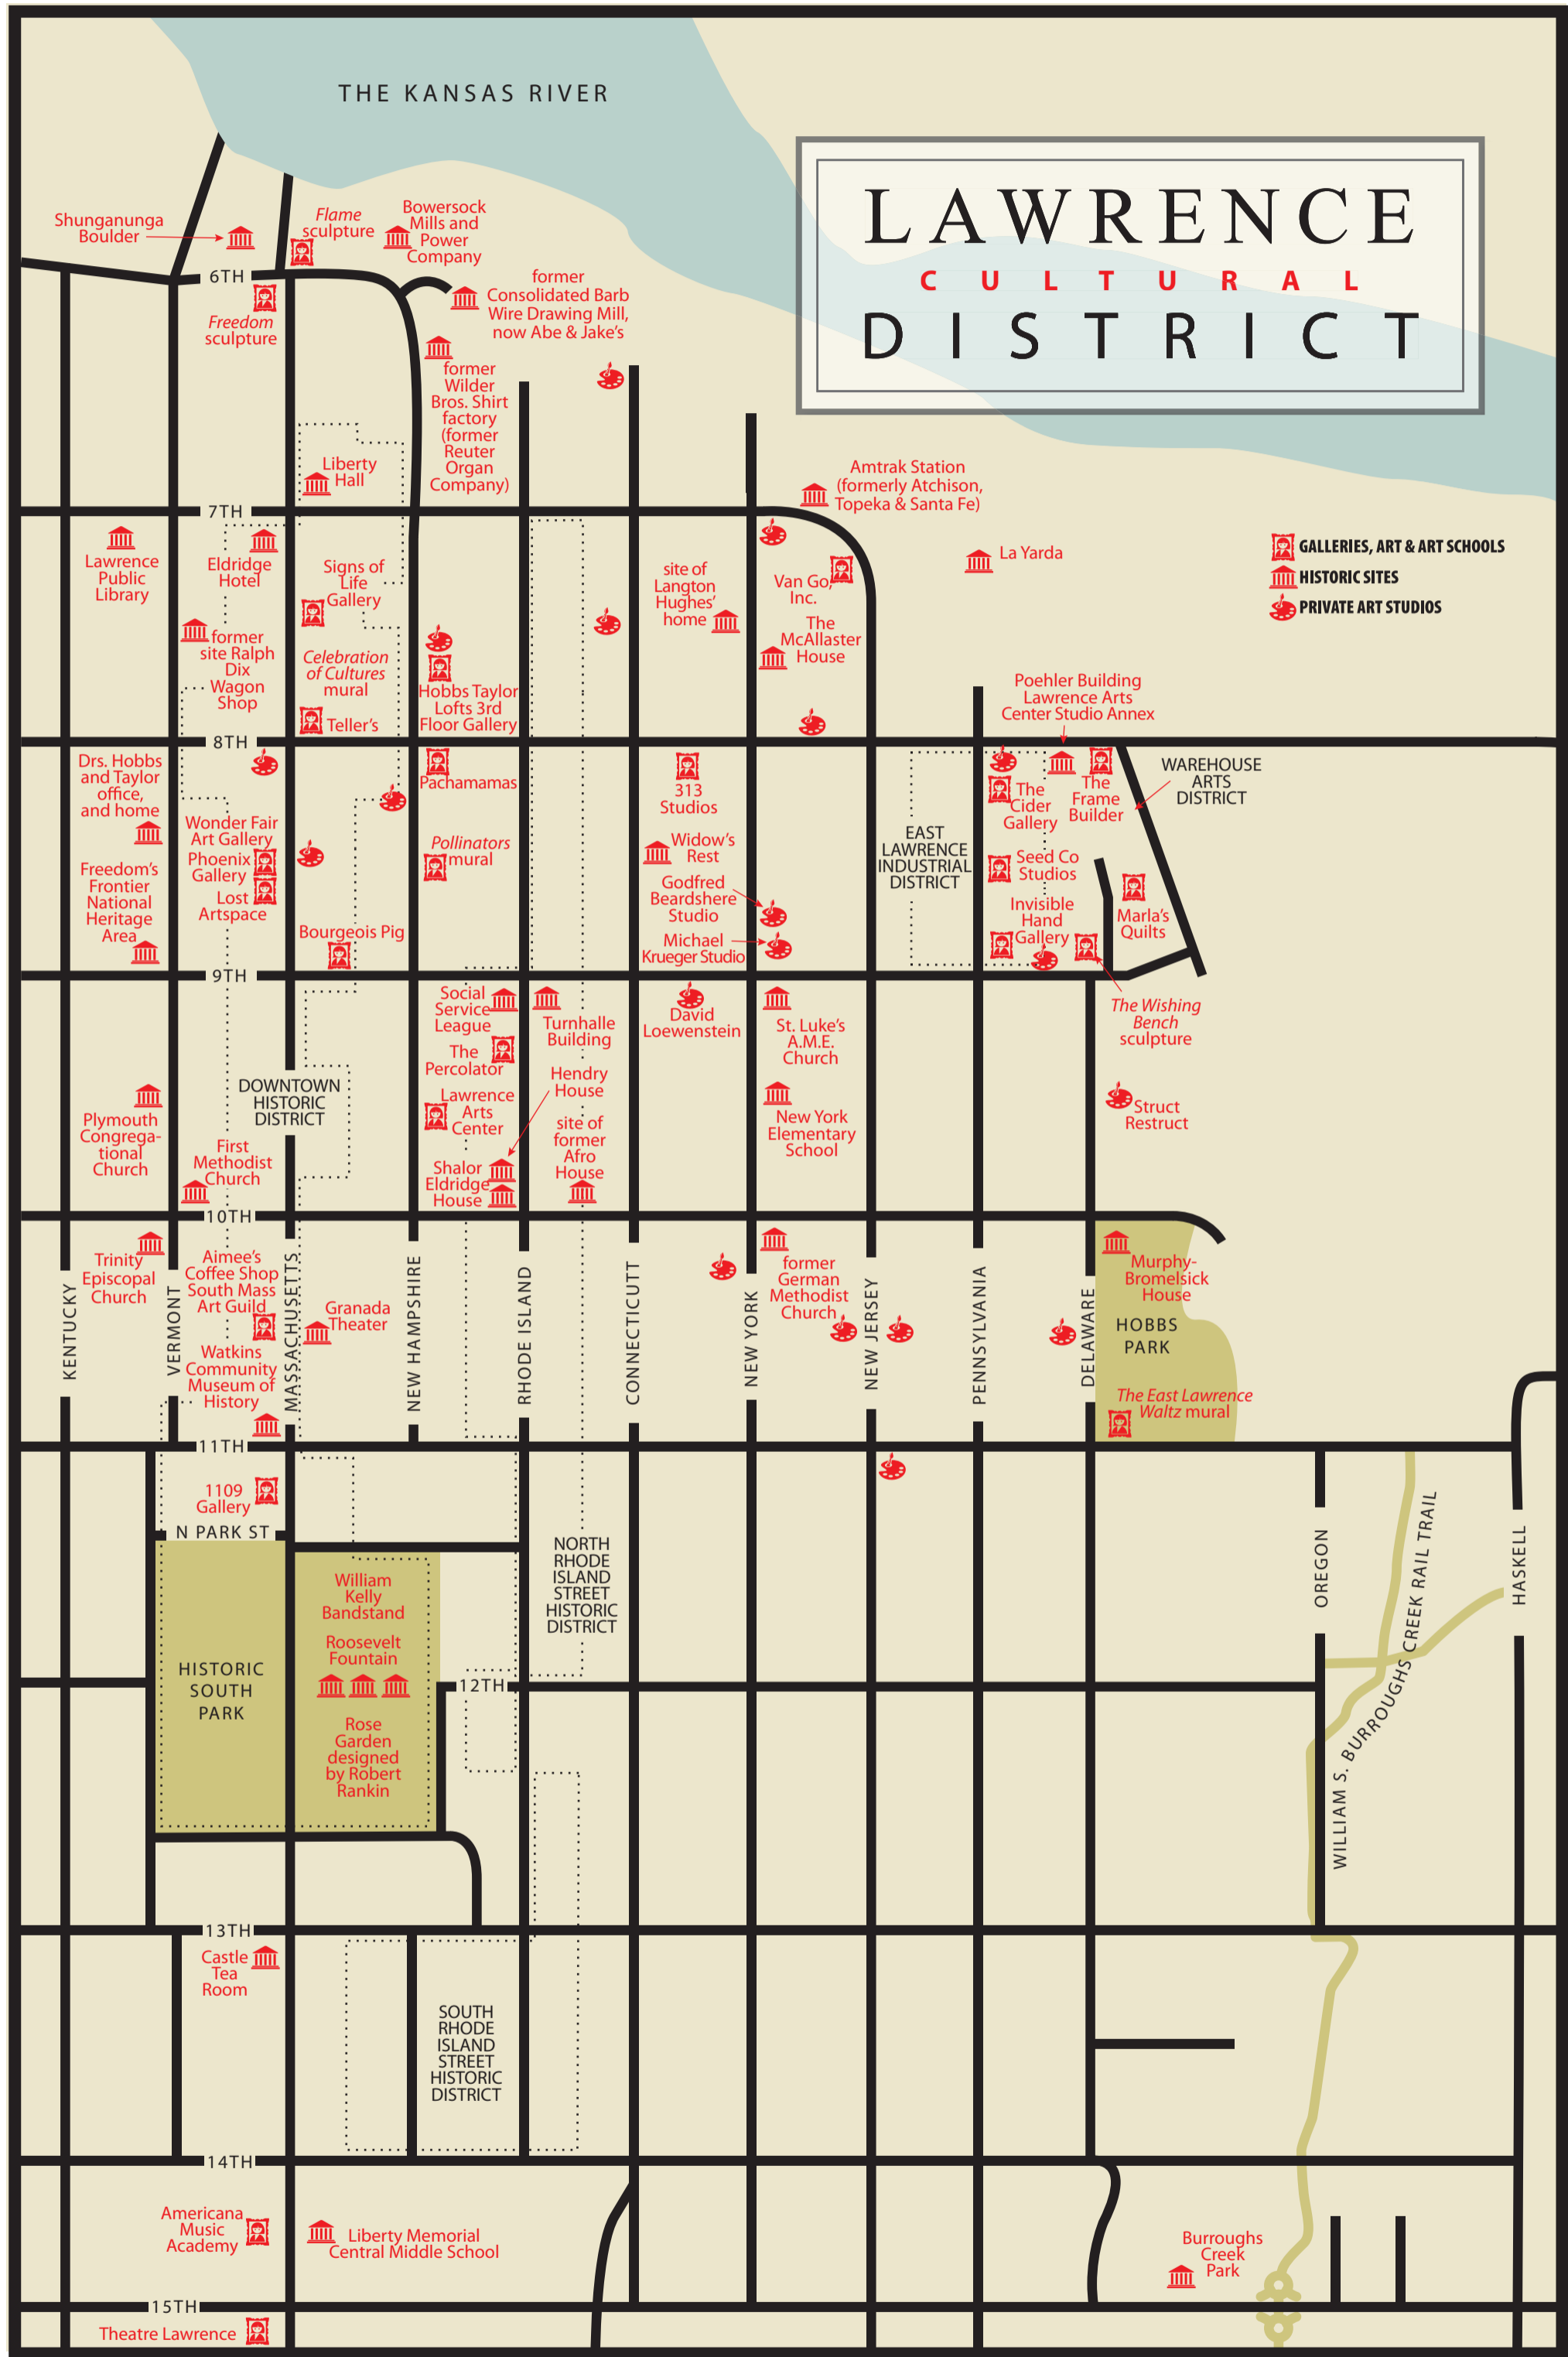 THE KANSAS RIVER
LAWRENCE
CULTURAL
DISTRICT
Shunganunga
Boulder
Flame
sculpture
Bowersock
Mills and
Power
Company
6TH
Freedom
sculpture
former
Consolidated Barb
Wire Drawing Mill,
now Abe & Jake's
former
Wilder
Bros. Shirt
factory
(former
Reuter
Organ
Company)
Liberty
Hall
Amtrak Station
(formerly Atchison,
Topeka & Santa Fe)
7TH
GALLERIES, ART & ART SCHOOLS
HISTORIC SITES
PRIVATE ART STUDIOS
Lawrence
Public
Library
Eldridge
Hotel
Signs of
Life
Gallery
site of
Langton
Hughes'
home
Van Go,
Inc.
The
McAllaster
House
La Yarda
former
site Ralph
Dix
Wagon
Shop
Celebration
of Cultures
mural
Teller's
Hobbs Taylor
Lofts 3rd
Floor Gallery
Poehler Building
Lawrence Arts
Center Studio Annex
8TH
Drs. Hobbs
and Taylor
office,
and home
Pachamamas
313
Studios
The
Cider
Gallery
The
Frame
Builder
WAREHOUSE
ARTS
DISTRICT
Wonder Fair
Art Gallery
Phoenix
Gallery
Lost
Artspace
Pollinators
mural
Widow's
Rest
EAST
LAWRENCE
INDUSTRIAL
DISTRICT
Seed Co
Studios
Freedom's
Frontier
National
Heritage
Area
Godfred
Beardshere
Studio
Michael
Krueger Studio
Invisible
Hand
Gallery
Marla's
Quilts
Bourgeois Pig
9TH
Social
Service
League
Turnhalle
Building
David
Loewenstein
St. Luke's
A.M.E.
Church
The Wishing
Bench
sculpture
The
Percolator
Hendry
House
DOWNTOWN
HISTORIC
DISTRICT
Plymouth
Congrega-
tional
Church
Lawrence
Arts
Center
site of
former
Afro
House
New York
Elementary
School
Struct
Restruct
First
Methodist
Church
Shalor
Eldridge
House
10TH
Trinity
Episcopal
Church
Aimee's
Coffee Shop
South Mass
Art Guild
Granada
Theater
former
German
Methodist
Church
Murphy-
Bromelsick
House
HOBBS
PARK
Watkins
Community
Museum of
History
The East Lawrence
Waltz mural
KENTUCKY
VERMONT
MASSACHUSETTS
NEW HAMPSHIRE
RHODE ISLAND
CONNECTICUTT
NEW YORK
NEW JERSEY
PENNSYLVANIA
DELAWARE
11TH
1109
Gallery
N PARK ST
NORTH
RHODE
ISLAND
STREET
HISTORIC
DISTRICT
OREGON
WILLIAM S. BURROUGHS CREEK RAIL TRAIL
HASKELL
William
Kelly
Bandstand
Roosevelt
Fountain
HISTORIC
SOUTH
PARK
12TH
Rose
Garden
designed
by Robert
Rankin
13TH
Castle
Tea
Room
SOUTH
RHODE
ISLAND
STREET
HISTORIC
DISTRICT
14TH
Americana
Music
Academy
Liberty Memorial
Central Middle School
Burroughs
Creek
Park
15TH
Theatre Lawrence